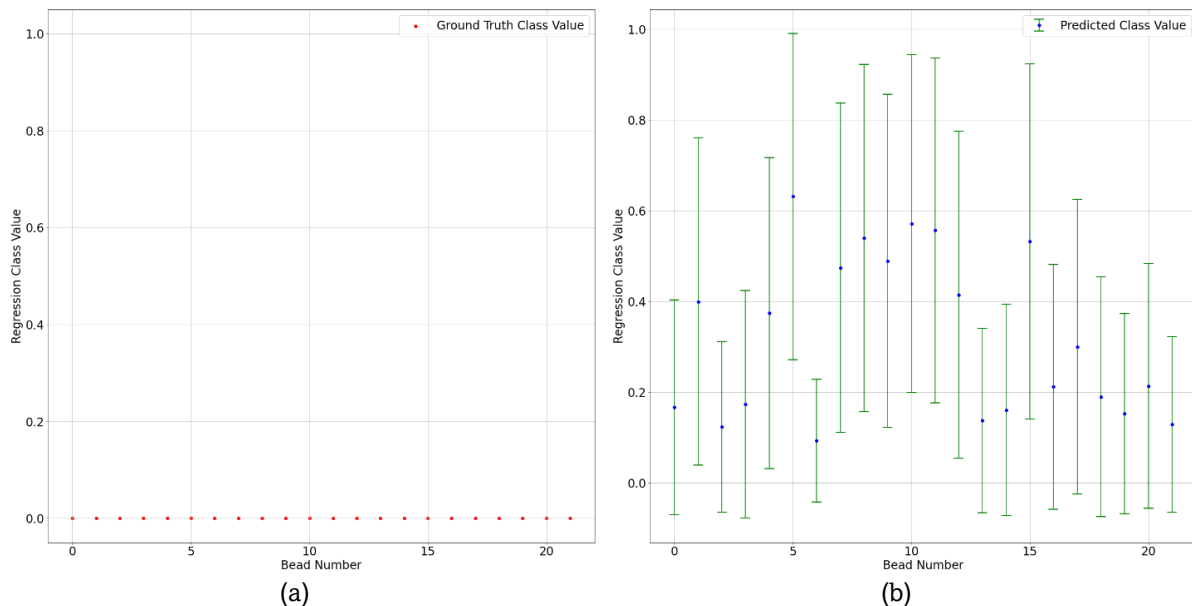 Ground Truth Class Value
1.0
0.8
0.6
0.4
0.2
0.0
Regression Class Value
0 5 10 15 20
Bead Number
(a)
Predicted Class Value
1.0
0.8
0.6
0.4
0.2
0.0
Regression Class Value
0 5 10 15 20
Bead Number
(b)